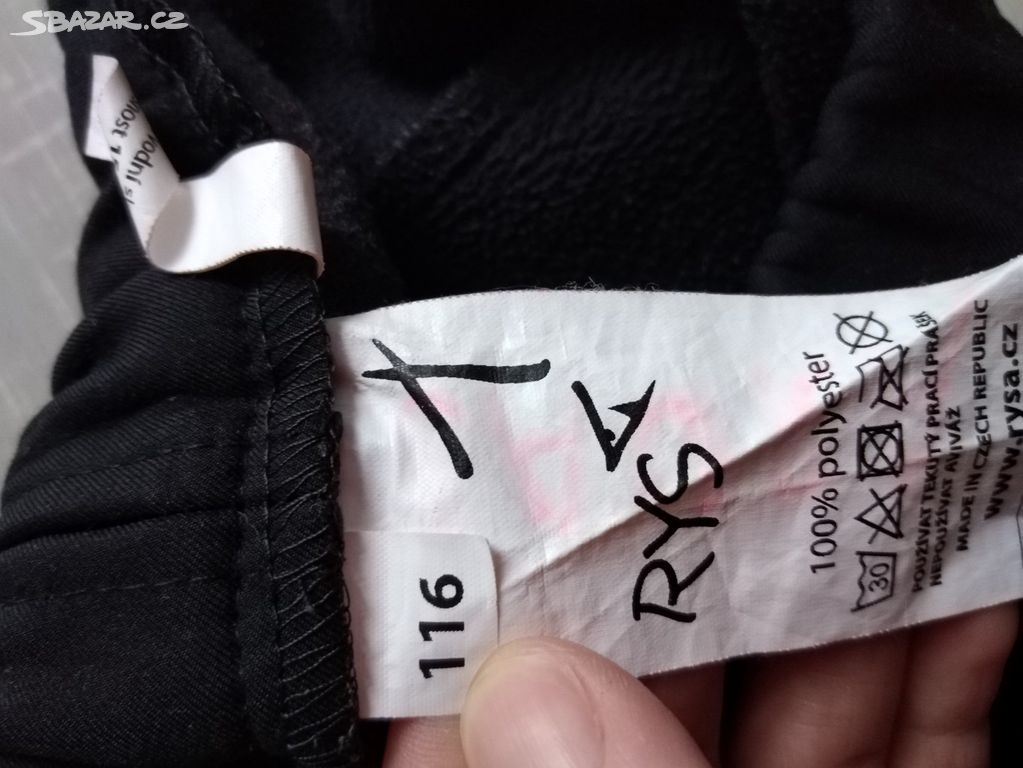 SBAZAR.CZ
RYS
116
100% polyester
30
POUŽÍVAT TEKUTÝ PRACÍ PRÁŠEK
NEPOUŽÍVAT AVIVÁŽ
MADE IN CZECH REPUBLIC
www.rysa.cz